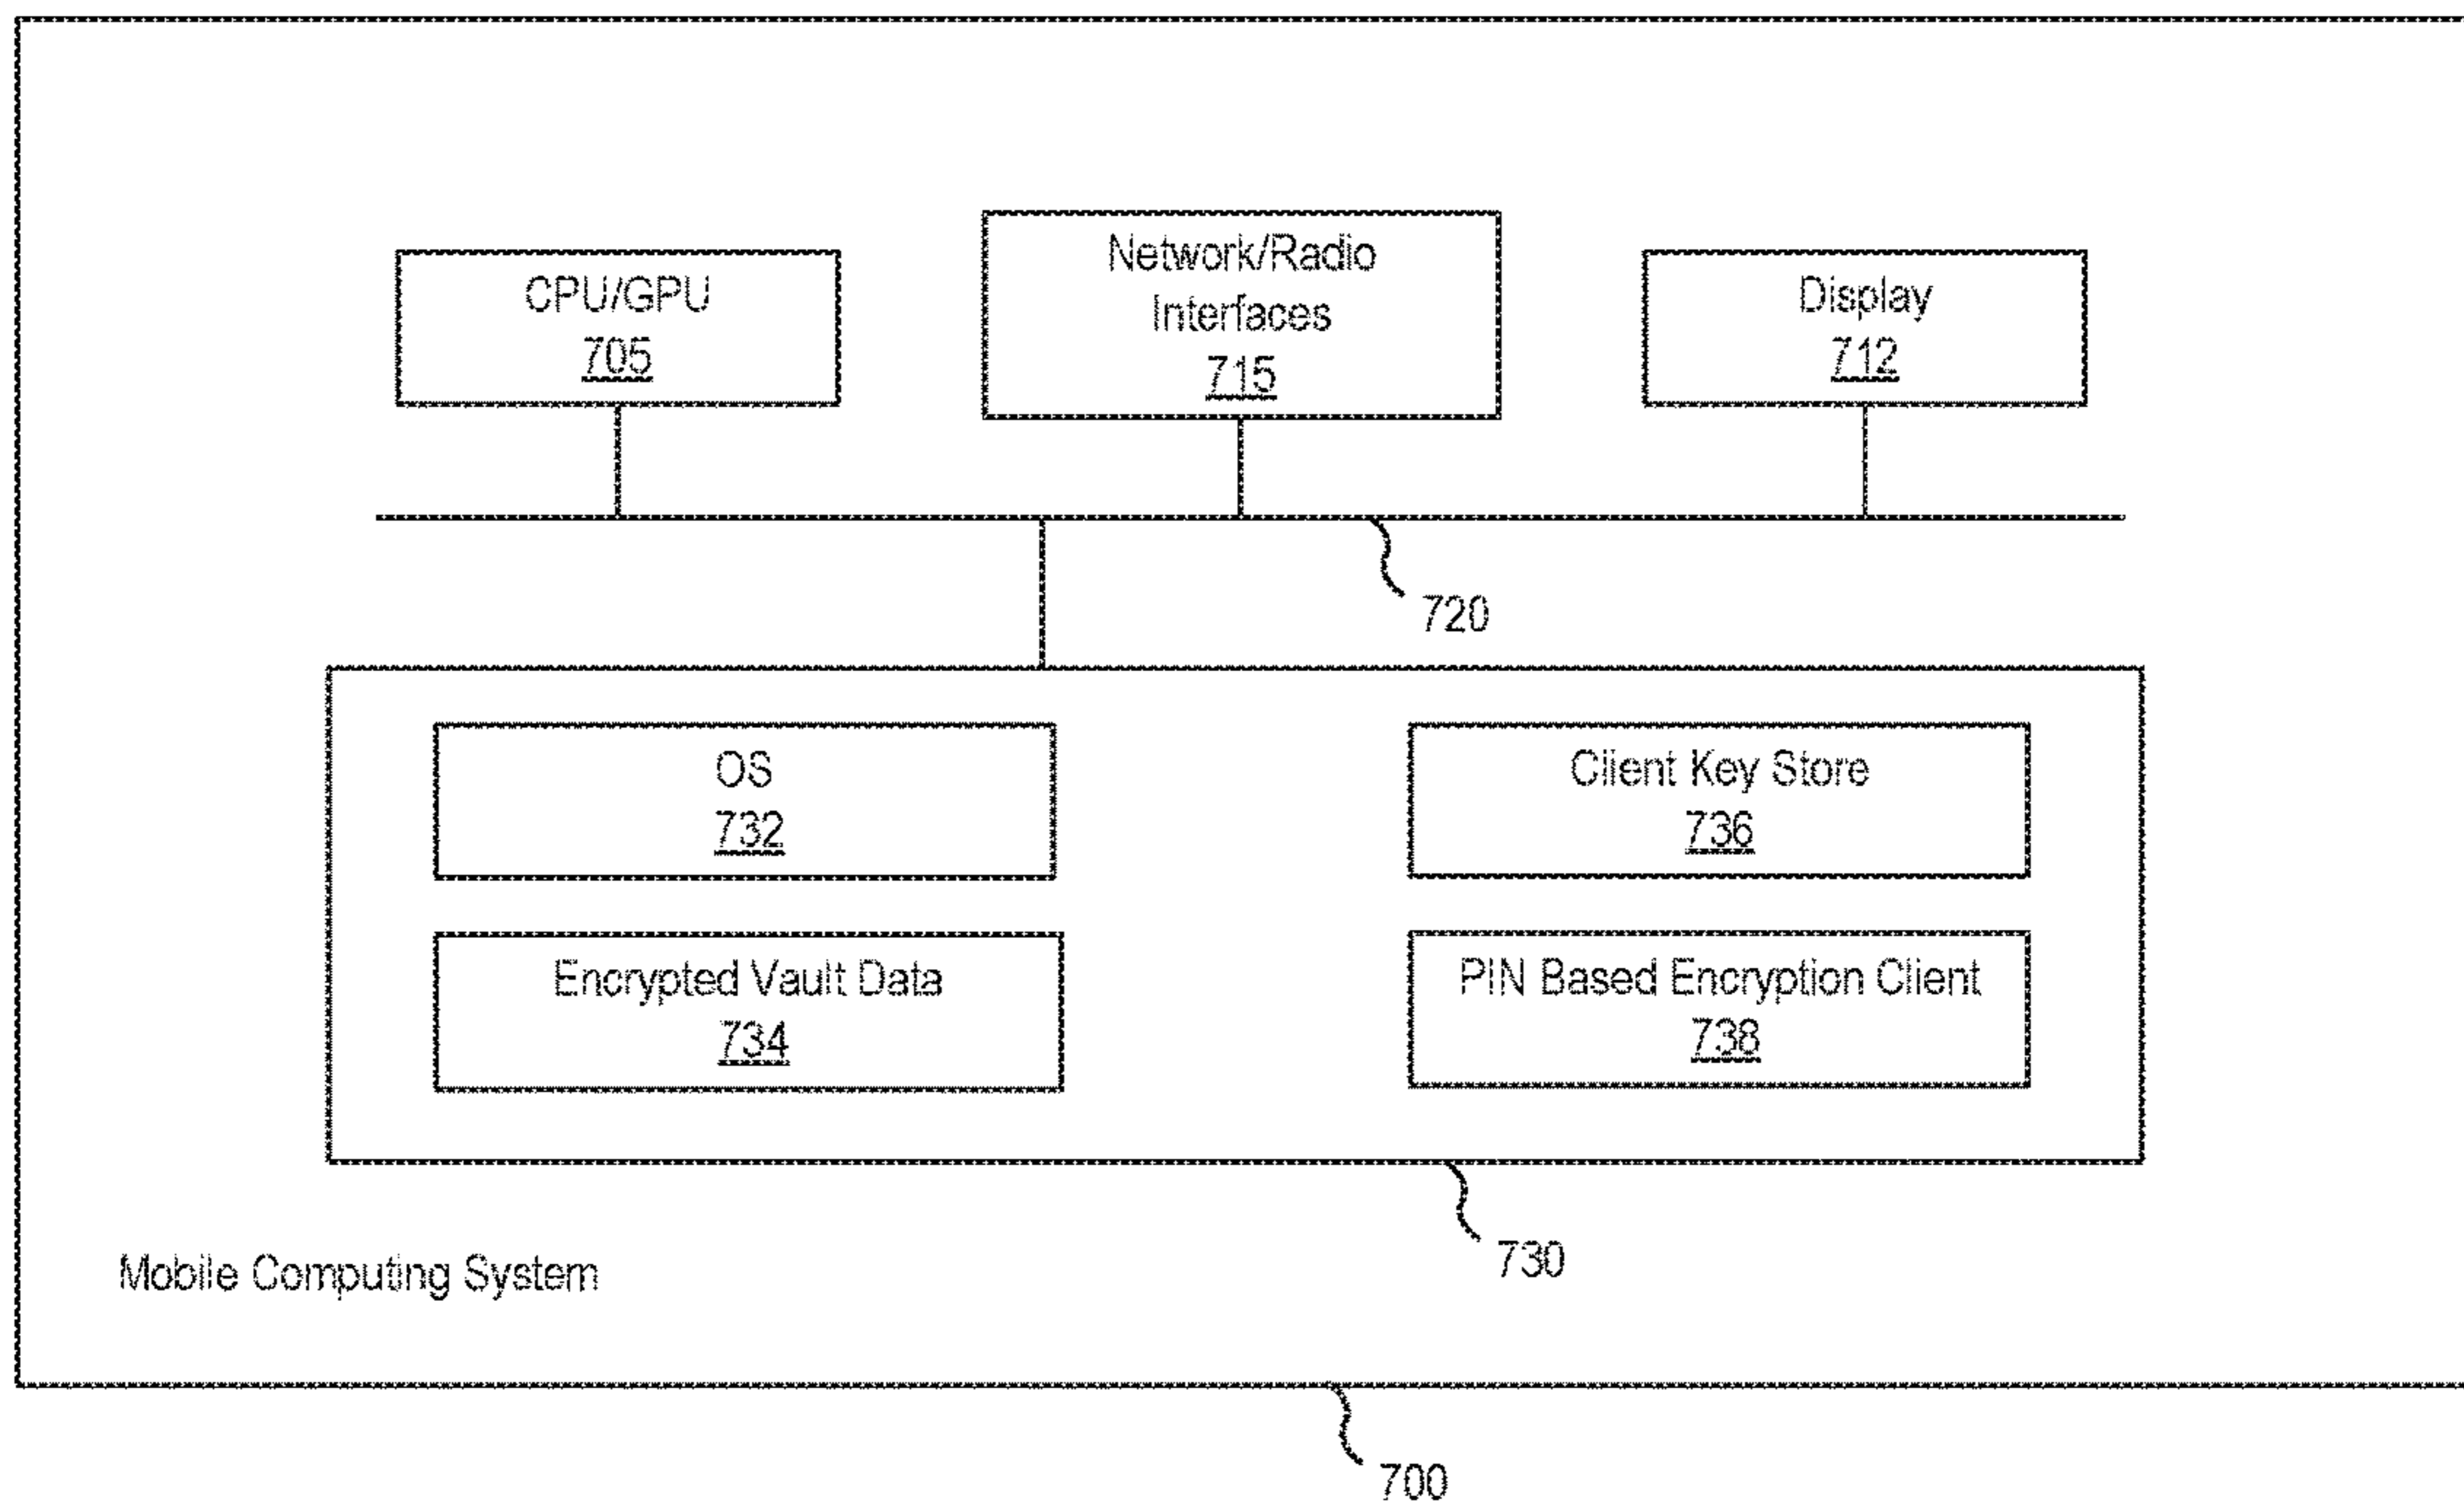 CPU/GPU
705
Network/Radio
Interfaces
715
Display
712
720
OS
732
Client Key Store
736
Encrypted Vault Data
734
PIN Based Encryption Client
738
730
Mobile Computing System
700